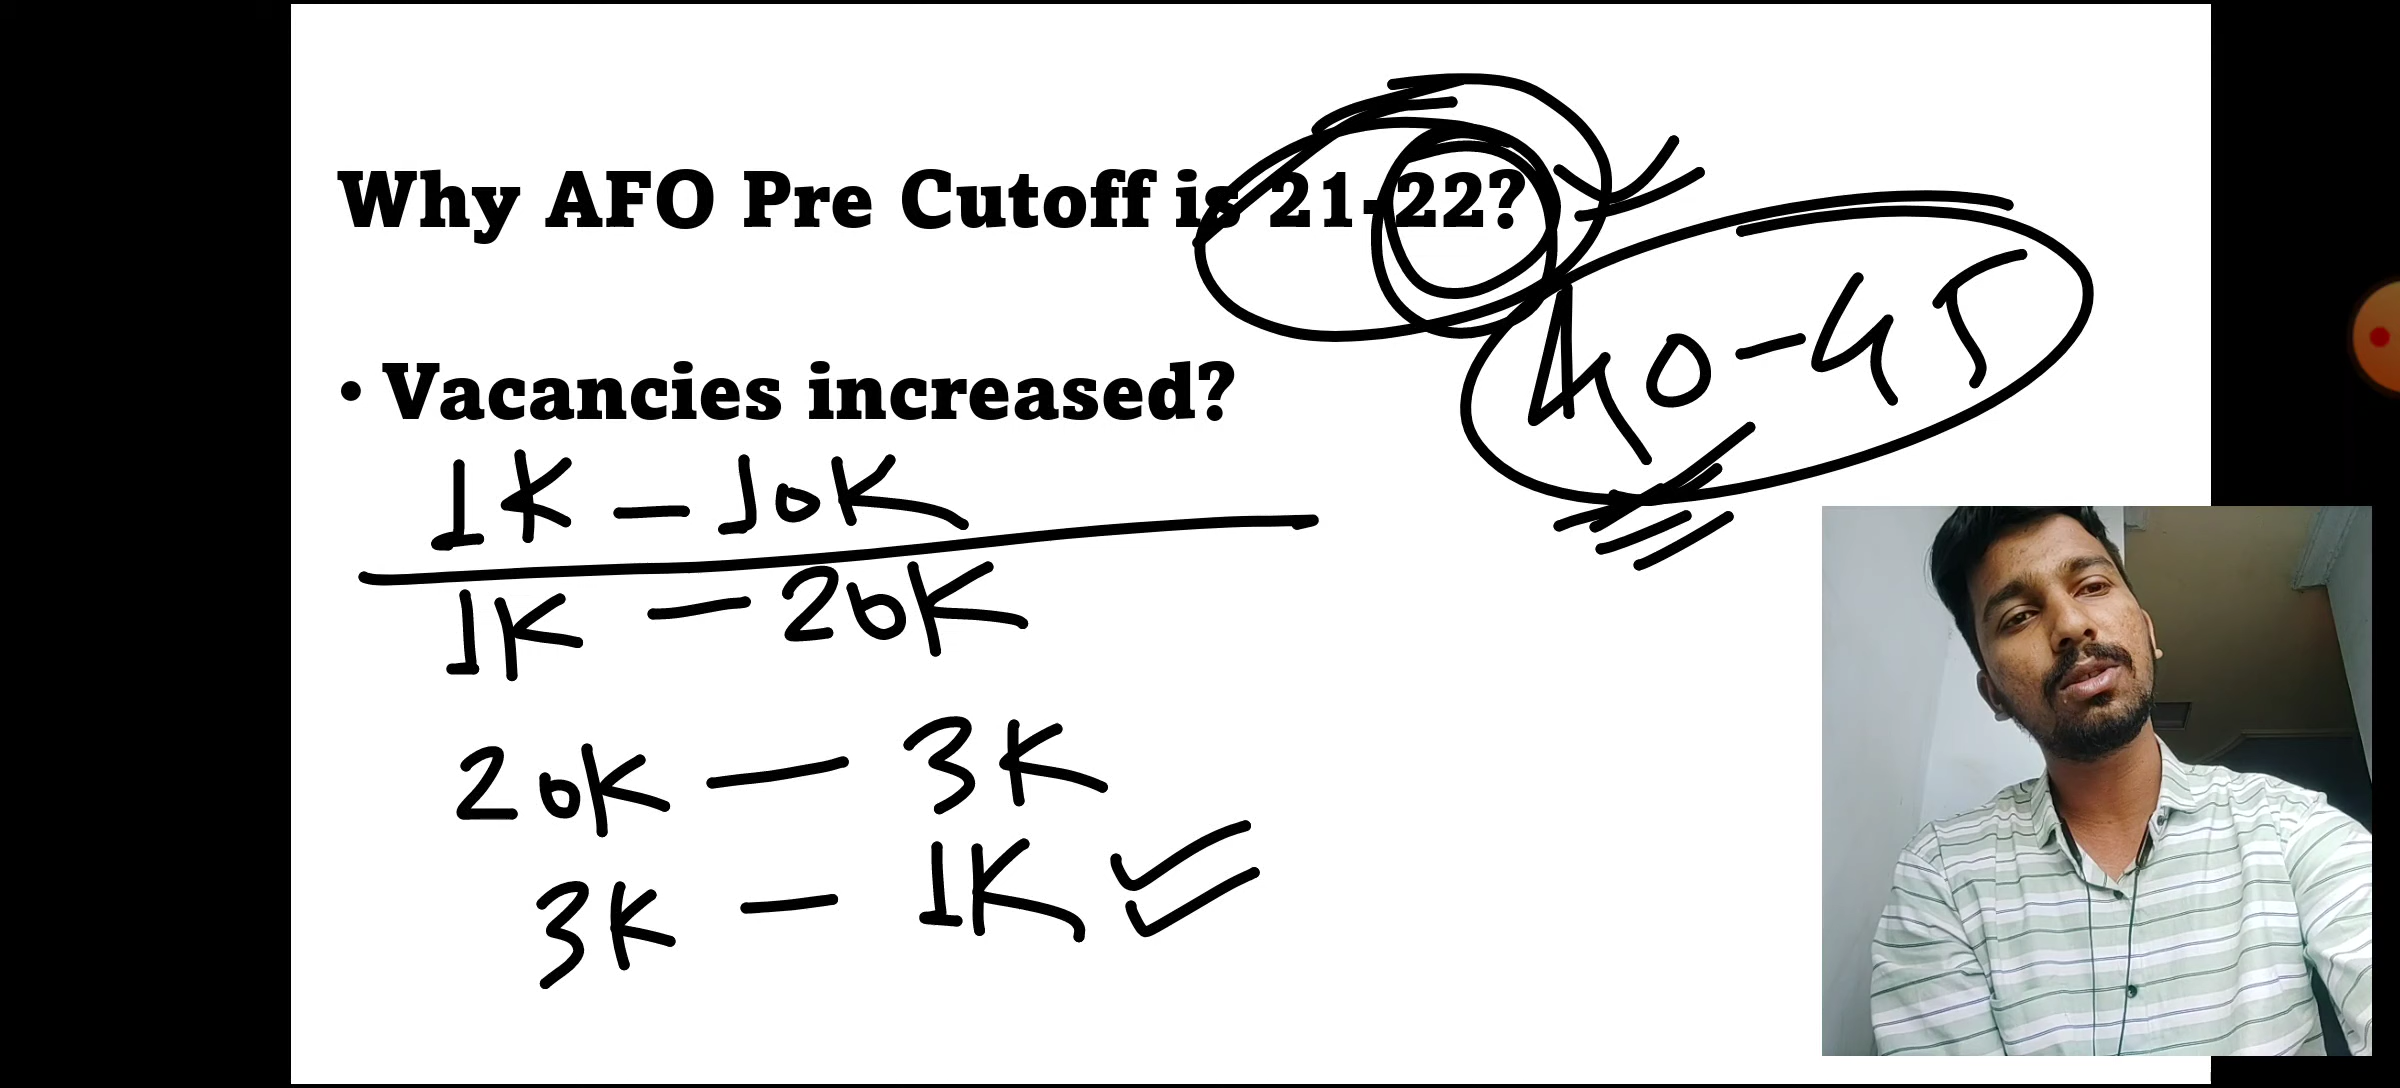 Why AFO Pre Cutoff is 21-22?
40-45
• Vacancies increased?
1K - 10K
1K - 20K
20K - 3K
3K - 1K